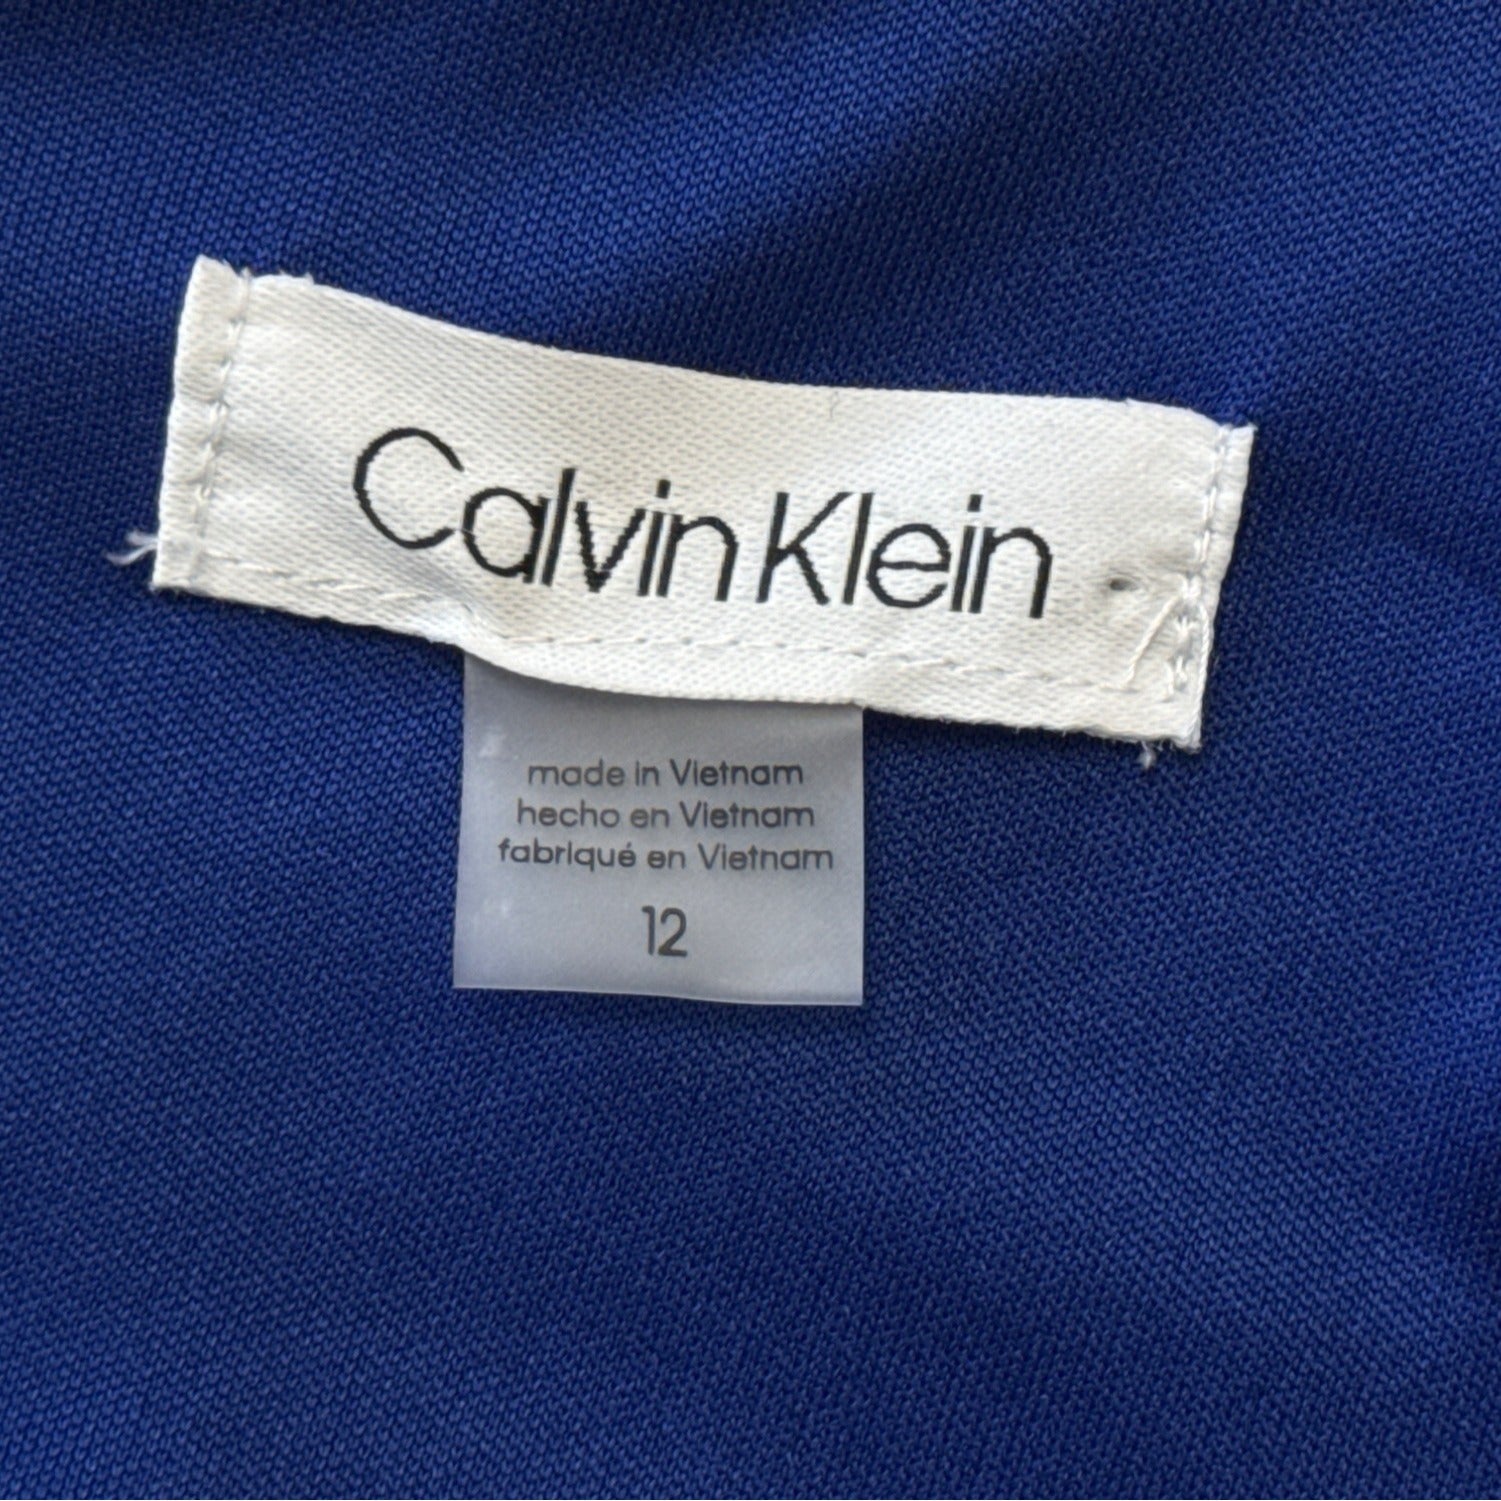 Calvin Klein
made in Vietnam
hecho en Vietnam
fabriqué en Vietnam
12